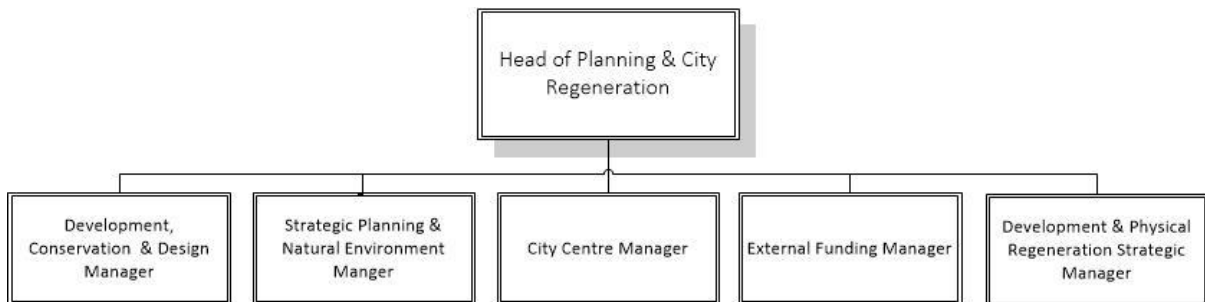 Head of Planning & City
Regeneration
Development,
Conservation & Design
Manager
Strategic Planning &
Natural Environment
Manger
City Centre Manager
External Funding Manager
Development & Physical
Regeneration Strategic
Manager